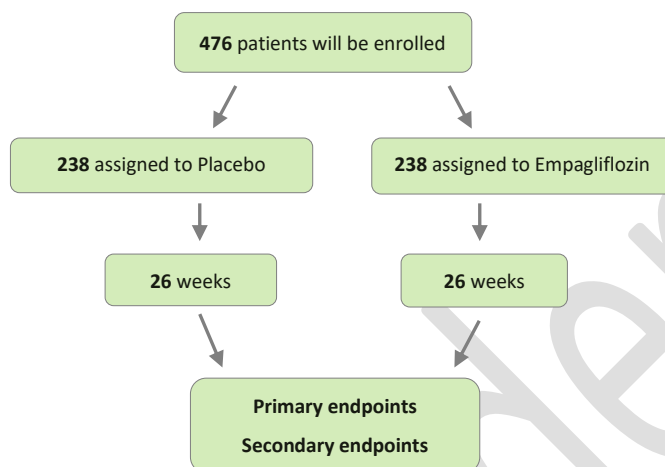 476 patients will be enrolled
238 assigned to Placebo
238 assigned to Empagliflozin
26 weeks
26 weeks
Primary endpoints
Secondary endpoints